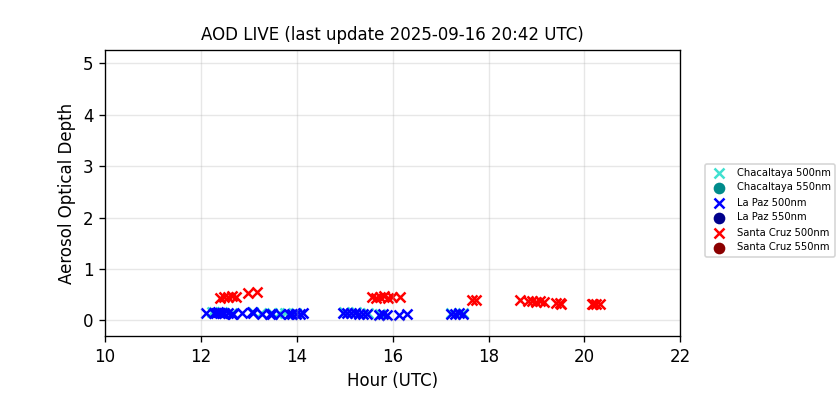 AOD LIVE (last update 2025-09-16 20:42 UTC)
Aerosol Optical Depth
5
4
3
2
1
0
10 12 14 16 18 20 22
Hour (UTC)
Chacaltaya 500nm
Chacaltaya 550nm
La Paz 500nm
La Paz 550nm
Santa Cruz 500nm
Santa Cruz 550nm